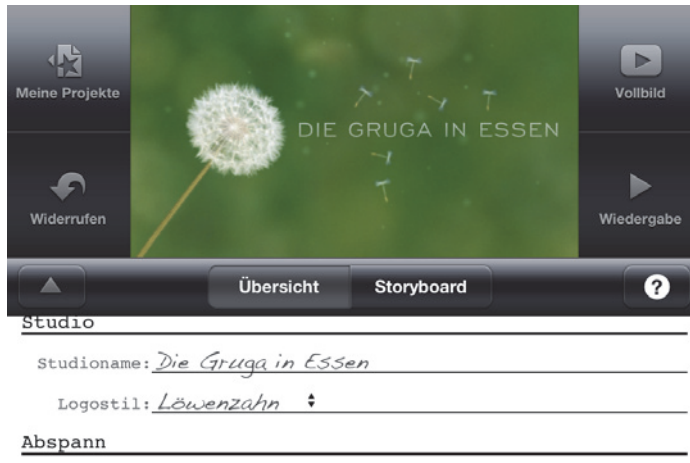 Meine Projekte
Vollbild
DIE GRUGA IN ESSEN
Widerrufen
Wiedergabe
Übersicht
Storyboard
?
Studio
Studioname: Die Gruga in Essen
Logostil: Löwenzahn
Abspann